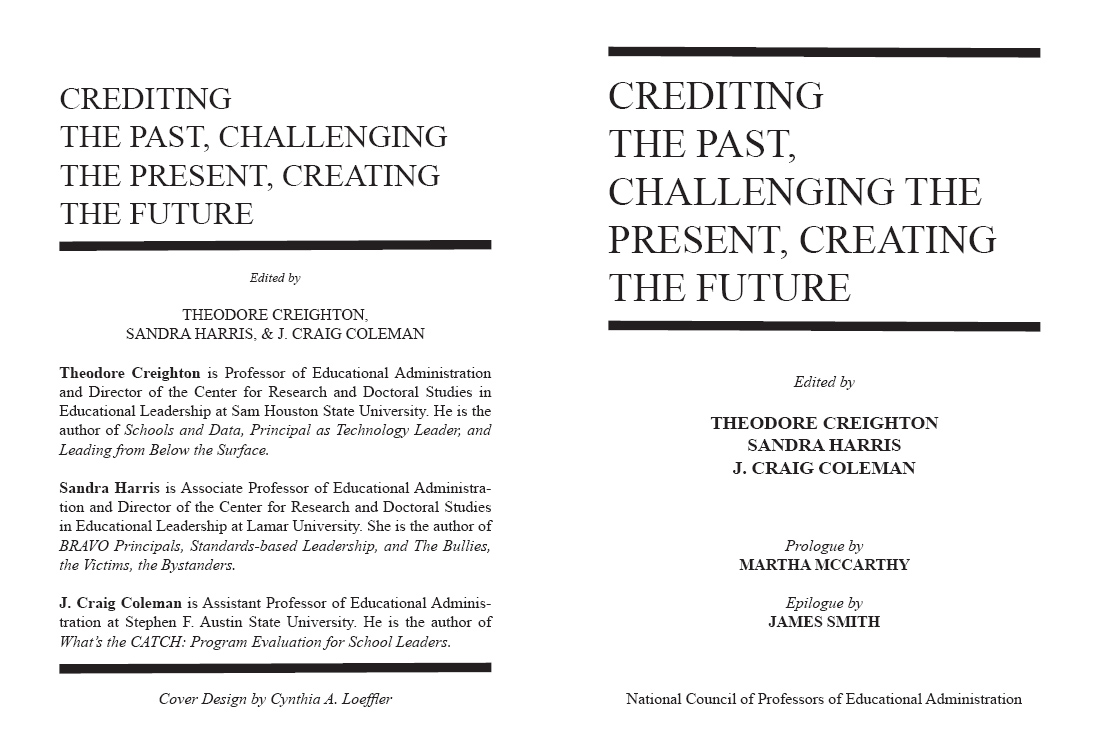 CREDITING
THE PAST, CHALLENGING
THE PRESENT, CREATING
THE FUTURE
Edited by
THEODORE CREIGHTON,
SANDRA HARRIS, & J. CRAIG COLEMAN
Theodore Creighton is Professor of Educational Administration
and Director of the Center for Research and Doctoral Studies in
Educational Leadership at Sam Houston State University. He is the
author of Schools and Data, Principal as Technology Leader, and
Leading from Below the Surface.
Sandra Harris is Associate Professor of Educational Administra-
tion and Director of the Center for Research and Doctoral Studies
in Educational Leadership at Lamar University. She is the author of
BRAVO Principals, Standards-based Leadership, and The Bullies,
the Victims, the Bystanders.
J. Craig Coleman is Assistant Professor of Educational Adminis-
tration at Stephen F. Austin State University. He is the author of
What's the CATCH: Program Evaluation for School Leaders.
Cover Design by Cynthia A. Loeffler
CREDITING
THE PAST,
CHALLENGING THE
PRESENT, CREATING
THE FUTURE
Edited by
THEODORE CREIGHTON
SANDRA HARRIS
J. CRAIG COLEMAN
Prologue by
MARTHA MCCARTHY
Epilogue by
JAMES SMITH
National Council of Professors of Educational Administration